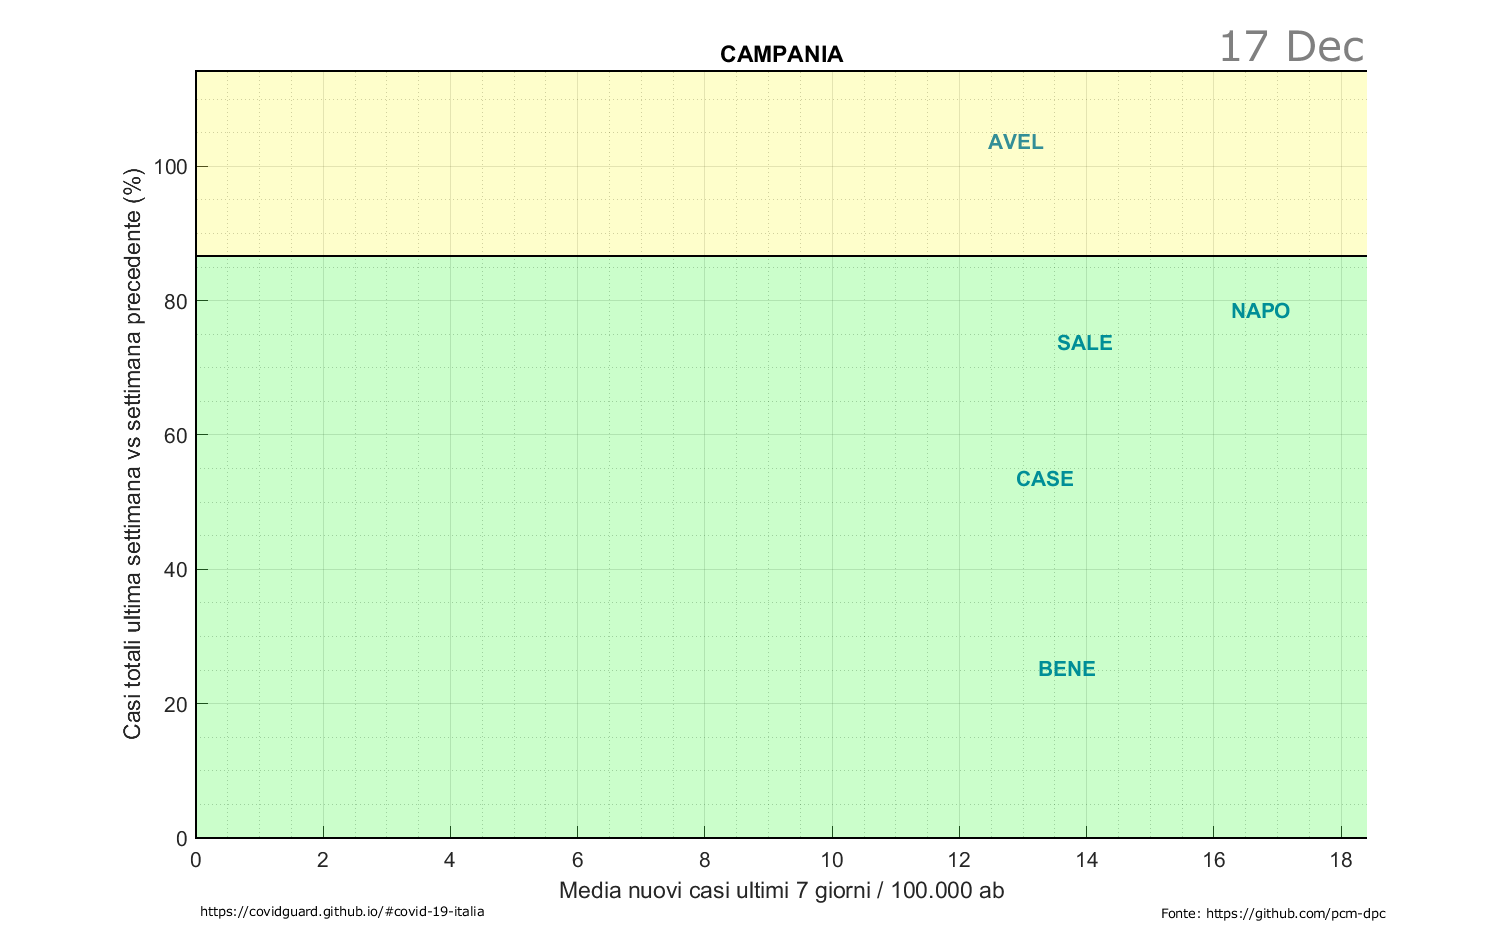 17 Dec
CAMPANIA
Casi totali ultima settimana vs settimana precedente (%)
100
80
60
40
20
0
AVEL
NAPO
SALE
CASE
BENE
0 2 4 6 8 10 12 14 16 18
Media nuovi casi ultimi 7 giorni / 100.000 ab
https://covidguard.github.io/#covid-19-italia
Fonte: https://github.com/pcm-dpc